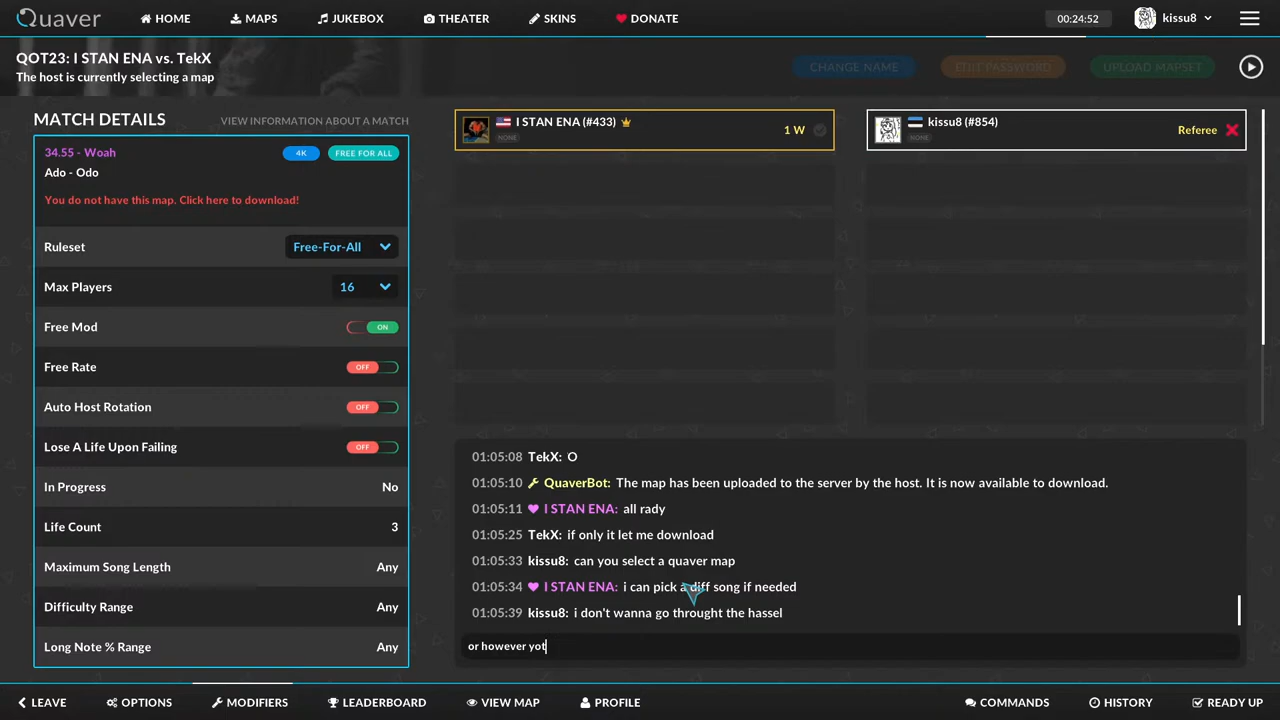 Quaver
HOME
MAPS
JUKEBOX
THEATER
SKINS
DONATE
00:24:52
kissu8
QOT23: I STAN ENA vs. TekX
The host is currently selecting a map
CHANGE NAME
EDIT PASSWORD
UPLOAD MAPSET
MATCH DETAILS
VIEW INFORMATION ABOUT A MATCH
34.55 - Woah
4K
FREE FOR ALL
Ado - Odo
You do not have this map. Click here to download!
Ruleset
Free-For-All
Max Players
16
Free Mod
ON
Free Rate
OFF
Auto Host Rotation
OFF
Lose A Life Upon Failing
OFF
In Progress
No
Life Count
3
Maximum Song Length
Any
Difficulty Range
Any
Long Note % Range
Any
I STAN ENA (#433)
NONE
1 W
kissu8 (#854)
NONE
Referee
01:05:08 TekX: O
01:05:10 QuaverBot: The map has been uploaded to the server by the host. It is now available to download.
01:05:11 I STAN ENA: all rady
01:05:25 TekX: if only it let me download
01:05:33 kissu8: can you select a quaver map
01:05:34 I STAN ENA: i can pick a diff song if needed
01:05:39 kissu8: i don't wanna go throught the hassel
or however yot
LEAVE
OPTIONS
MODIFIERS
LEADERBOARD
VIEW MAP
PROFILE
COMMANDS
HISTORY
READY UP